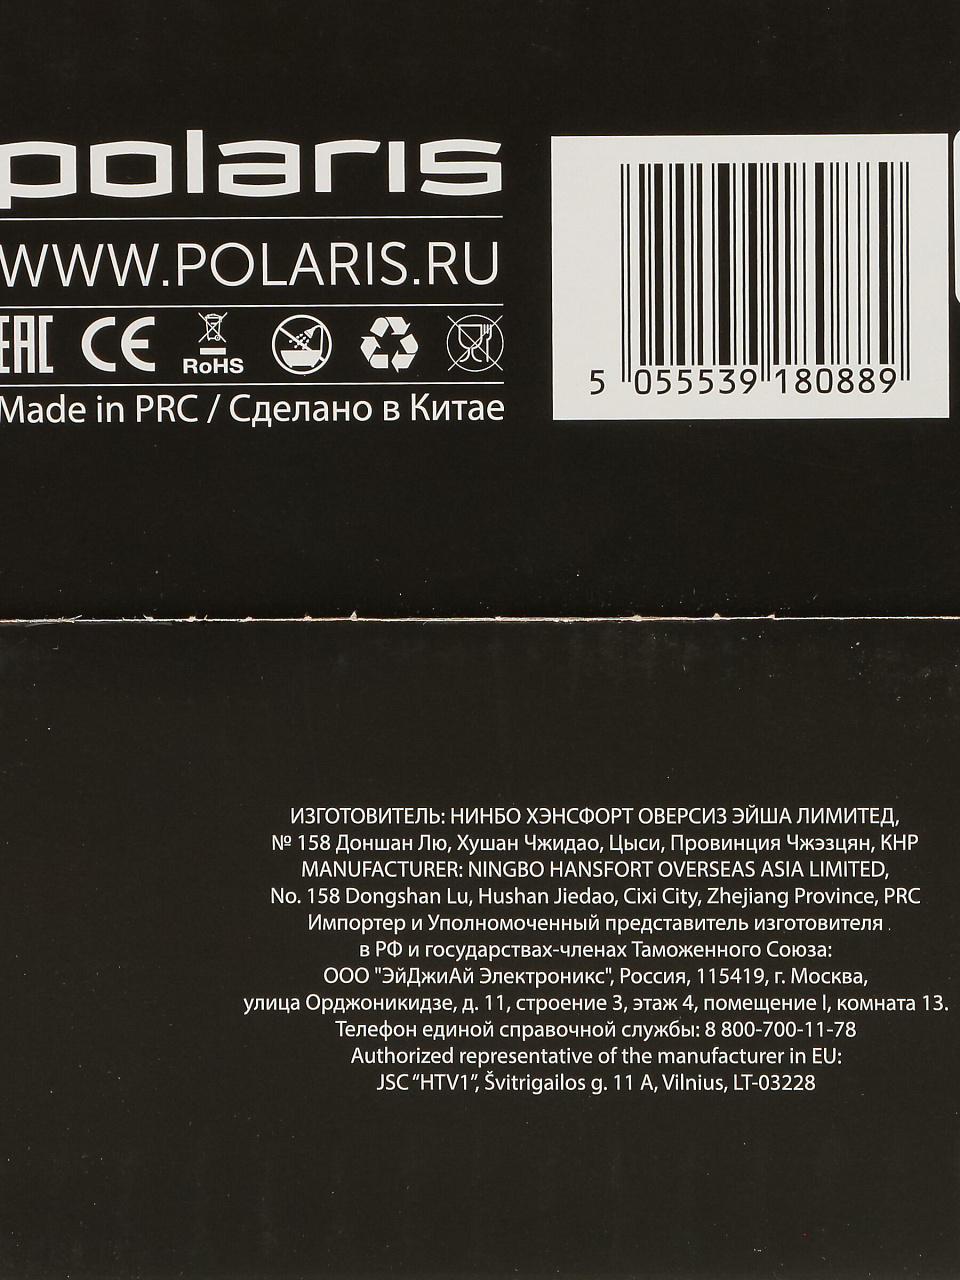 polaris
WWW.POLARIS.RU
EAC CE RoHS
Made in PRC / Сделано в Китае
5 055539 180889
ИЗГОТОВИТЕЛЬ: НИНБО ХЭНСФОРТ ОВЕРСИЗ ЭЙША ЛИМИТЕД,
№ 158 Доншан Лю, Хушан Чжидао, Цыси, Провинция Чжэзцян, КНР
MANUFACTURER: NINGBO HANSFORT OVERSEAS ASIA LIMITED,
No. 158 Dongshan Lu, Hushan Jiedao, Cixi City, Zhejiang Province, PRC
Импортер и Уполномоченный представитель изготовителя
в РФ и государствах-членах Таможенного Союза:
ООО "ЭйДжиАй Электроникс", Россия, 115419, г. Москва,
улица Орджоникидзе, д. 11, строение 3, этаж 4, помещение I, комната 13.
Телефон единой справочной службы: 8 800-700-11-78
Authorized representative of the manufacturer in EU:
JSC “HTV1”, Švitrigailos g. 11 A, Vilnius, LT-03228